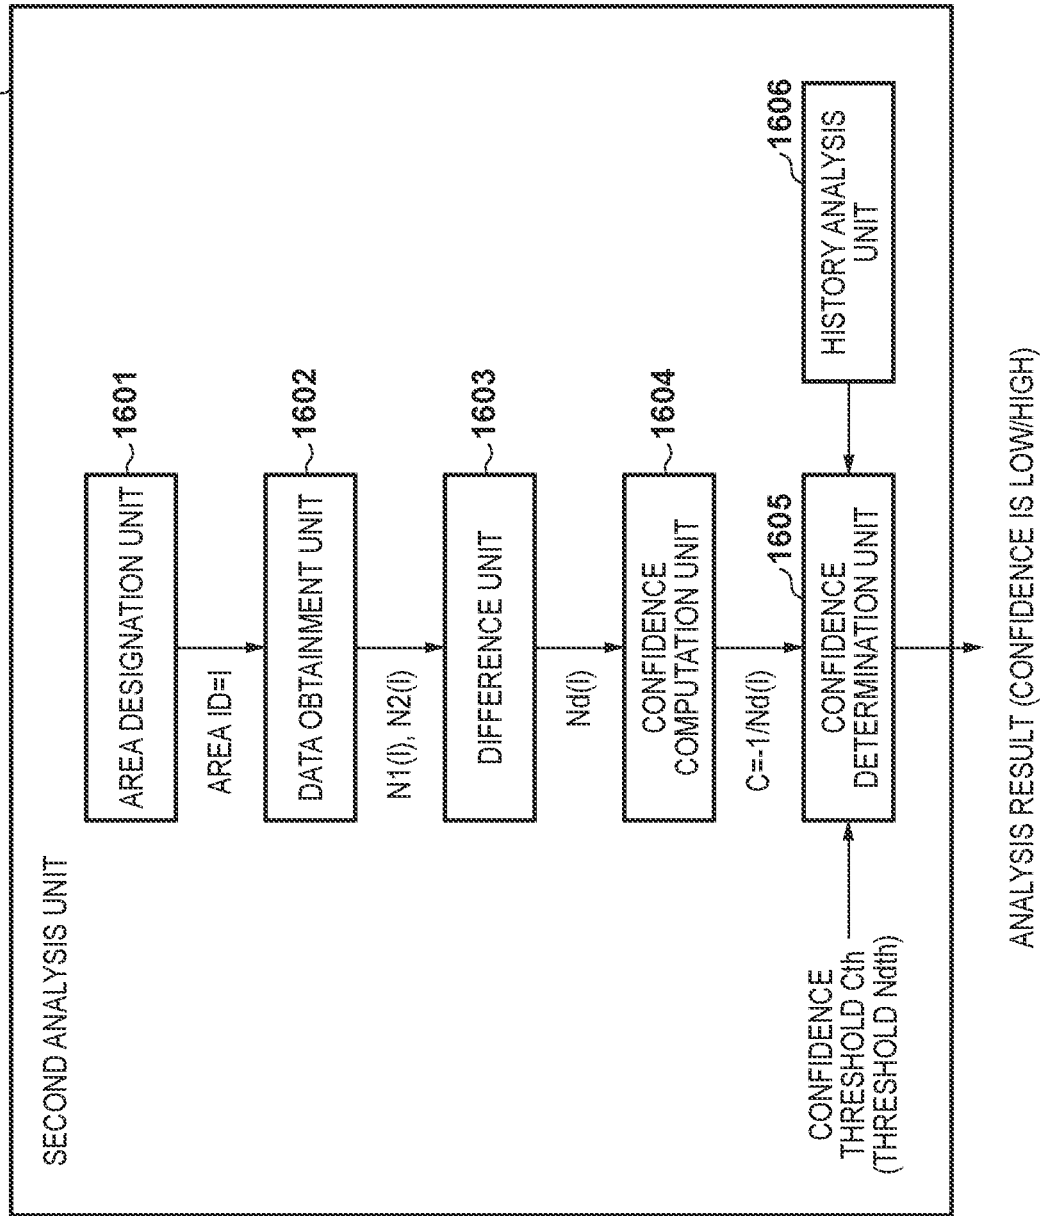 SECOND ANALYSIS UNIT
1601
AREA DESIGNATION UNIT
AREA ID=I
1602
DATA OBTAINMENT UNIT
N1(I), N2(I)
1603
DIFFERENCE UNIT
Nd(I)
1604
CONFIDENCE
COMPUTATION UNIT
C=-1/Nd(I)
CONFIDENCE
THRESHOLD Cth
(THRESHOLD Ndth)
1605
CONFIDENCE
DETERMINATION UNIT
1606
HISTORY ANALYSIS
UNIT
ANALYSIS RESULT (CONFIDENCE IS LOW/HIGH)